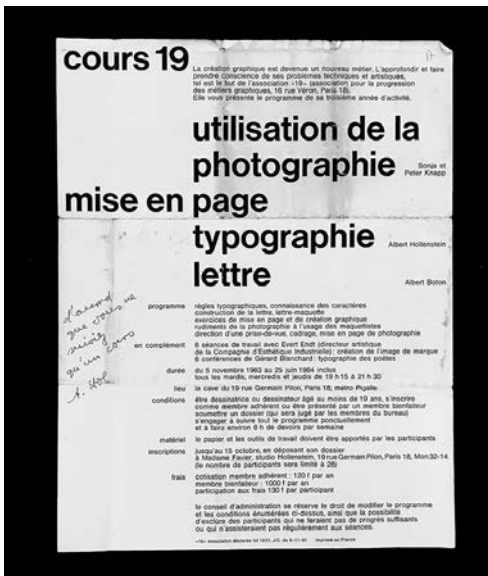 cours 19
La création graphique est devenue un nouveau métier. L'approfondir et faire
prendre conscience de ses problèmes techniques et artistiques,
tel est le but de l'association «19» (association pour la progression
des métiers graphiques, 16 rue Véron, Paris 18).
Elle vous présente le programme de sa troisième année d'activité.
utilisation de la
photographie Sonja et
Peter Knapp
mise en page
typographie Albert Hollenstein
lettre Albert Boton
d'accord
que vous ne
suiviez
qu'un cours
programme règles typographiques, connaissance des caractères
construction de la lettre, lettre-maquette
exercices de mise en page et de création graphique
rudiments de la photographie à l'usage des maquettistes
direction d'une prise-de-vue, cadrage, mise en page de photographie
en complément 6 séances de travail avec Evert Endt (directeur artistique
de la Compagnie d'Esthétique Industrielle): création de l'image de marque
6 conférences de Gérard Blanchard: typographie des poètes
durée du 5 novembre 1963 au 25 juin 1964 inclus
tous les mardis, mercredis et jeudis de 19 h 15 à 21 h 30
lieu la cave du 19 rue Germain Pilon, Paris 18, métro Pigalle
conditions être dessinatrice ou dessinateur âgé au moins de 19 ans, s'inscrire
comme membre adhérent ou être présenté par un membre bienfaiteur
soumettre un dossier (qui sera jugé par les membres du bureau)
s'engager à suivre tout le programme ponctuellement
et à faire environ 6 h de devoirs par semaine
matériel le papier et les outils de travail doivent être apportés par les participants
inscriptions jusqu'au 15 octobre, en déposant son dossier
à Madame Favier, studio Hollenstein, 19 rue Germain Pilon, Paris 18, Mon 32-14
(le nombre de participants sera limité à 28)
frais cotisation membre adhérent : 120 f par an
membre bienfaiteur : 1000 f par an
participation aux frais 130 f par participant
le conseil d'administration se réserve le droit de modifier le programme
et les conditions énumérées ci-dessus, ainsi que la possibilité
d'exclure des participants qui ne feraient pas de progrès suffisants
ou qui n'assisteraient pas régulièrement aux séances.
«19» association déclarée imprimé en France